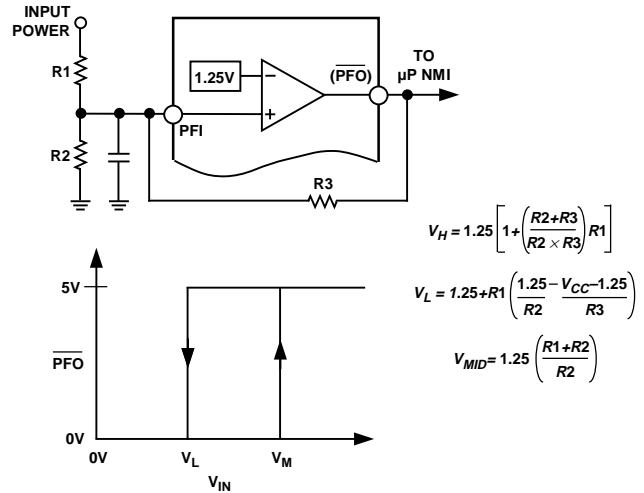 INPUT
POWER
R1
1.25V
(PFO)
TO
µP NMI
PFI
R2
R3
V_H = 1.25 [1+((R2+R3)/(R2 × R3)) R1]
V_L = 1.25+R1 (1.25/R2 − (V_CC−1.25)/R3)
V_MID = 1.25 ((R1+R2)/R2)
5V
PFO
0V
0V
V_L
V_M
V_IN